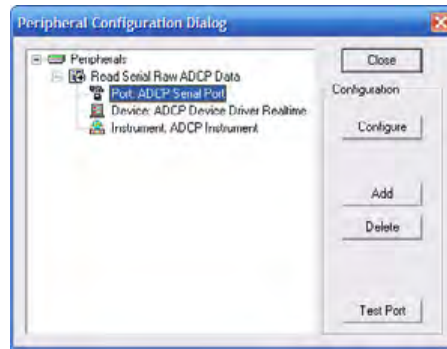 Peripheral Configuration Dialog
Peripherals
Read Serial Raw ADCP Data
Port: ADCP Serial Port
Device: ADCP Device Driver Realtime
Instrument: ADCP Instrument
Close
Configuration
Configure
Add
Delete
Test Port